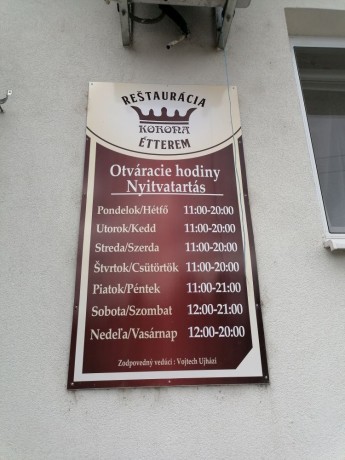 REŠTAURÁCIA
KORONA
ÉTTEREM
Otváracie hodiny
Nyitvatartás
Pondelok/Hétfő 11:00-20:00
Utorok/Kedd 11:00-20:00
Streda/Szerda 11:00-20:00
Štvrtok/Csütörtök 11:00-20:00
Piatok/Péntek 11:00-21:00
Sobota/Szombat 12:00-21:00
Nedeľa/Vasárnap 12:00-20:00
Zodpovedný vedúci : Vojtech Ujházi